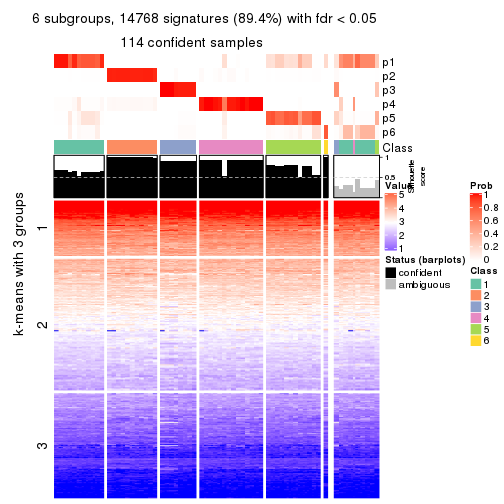 6 subgroups, 14768 signatures (89.4%) with fdr < 0.05
114 confident samples
p1
p2
p3
p4
p5
p6
Class
1
0.5
0
Silhouette
score
k-means with 3 groups
1
2
3
Value
5
4
3
2
1
Status (barplots)
confident
ambiguous
Prob
1
0.8
0.6
0.4
0.2
0
Class
1
2
3
4
5
6